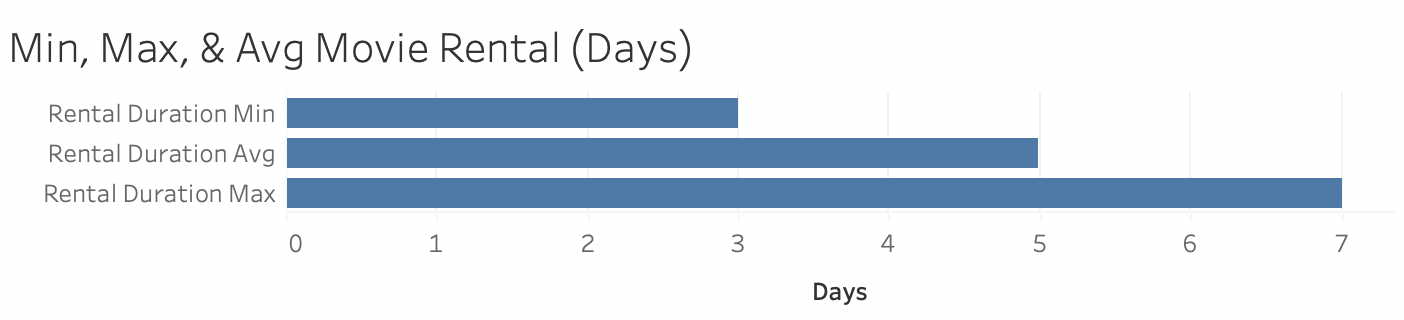 Min, Max, & Avg Movie Rental (Days)
Rental Duration Min
Rental Duration Avg
Rental Duration Max
0 1 2 3 4 5 6 7
Days